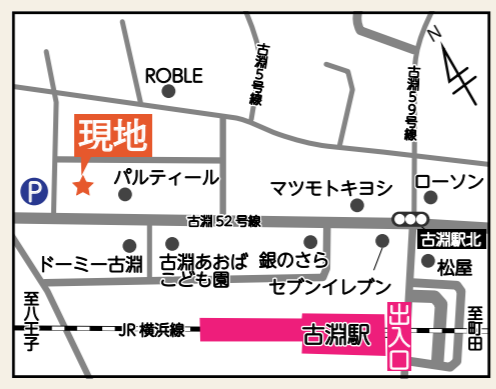 ROBLE
古淵5号線
古淵59号線
N
現地
P
パルティール
マツモトキヨシ
ローソン
古淵52号線
古淵駅北
ドーミー古淵
古淵あおば
こども園
銀のさら
セブンイレブン
松屋
至八王子
JR横浜線
古淵駅
出入口
至町田